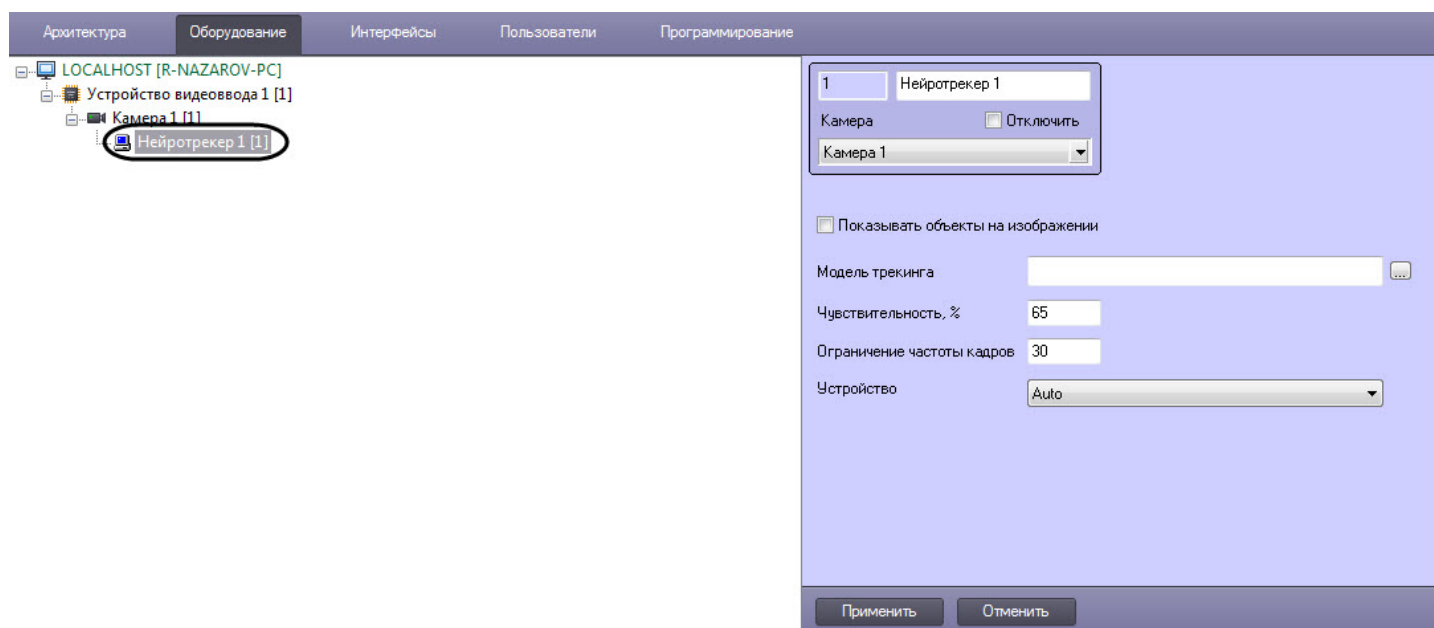 Архитектура Оборудование Интерфейсы Пользователи Программирование
LOCALHOST [R-NAZAROV-PC]
Устройство видеоввода 1 [1]
Камера 1 [1]
Нейротрекер 1 [1]
1 Нейротрекер 1
Камера Отключить
Камера 1
Показывать объекты на изображении
Модель трекинга ...
Чувствительность, % 65
Ограничение частоты кадров 30
Устройство Auto
Применить Отменить